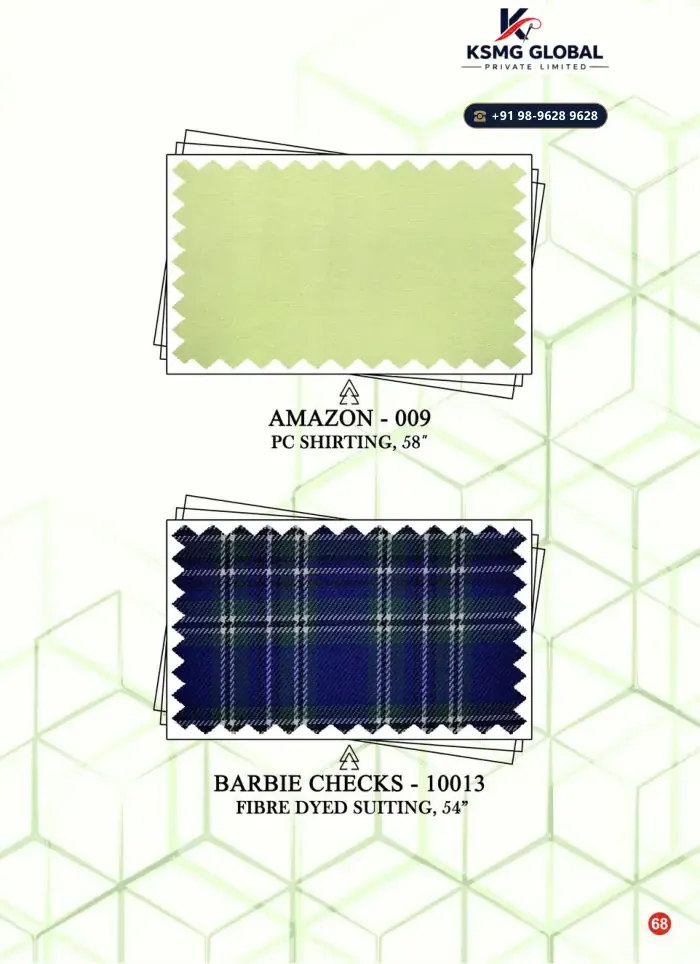 KSMG GLOBAL
PRIVATE LIMITED
+91 98-9628 9628
AMAZON - 009
PC SHIRTING, 58"
BARBIE CHECKS - 10013
FIBRE DYED SUITING, 54”
68